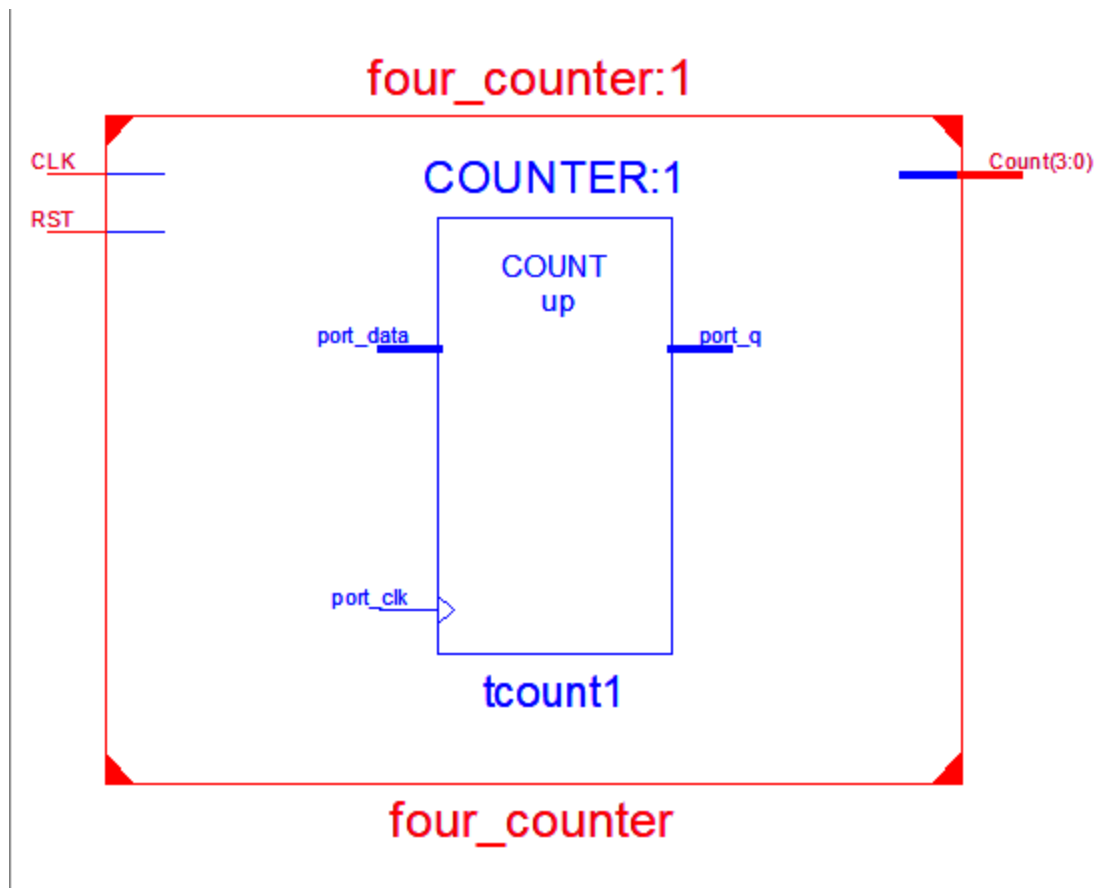 four_counter:1
CLK
Count(3:0)
COUNTER:1
RST
COUNT
up
port_data
port_q
port_clk
tcount1
four_counter